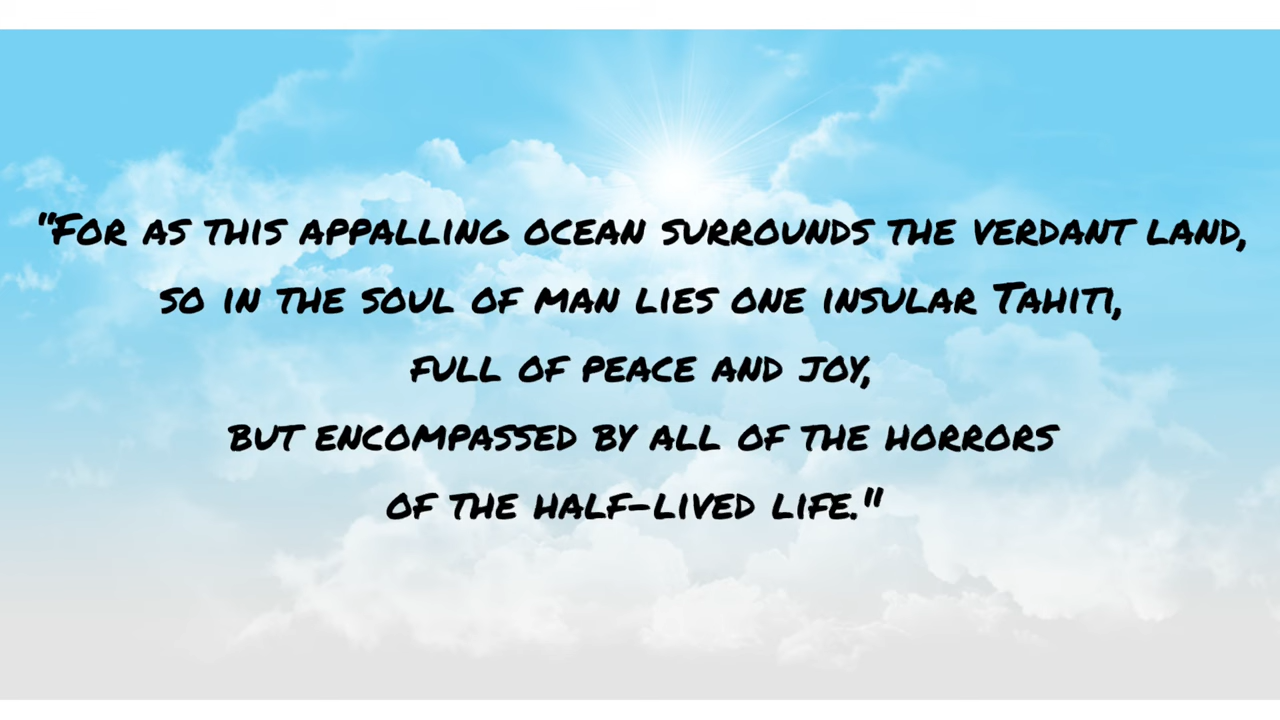 "For as this appalling ocean surrounds the verdant land,
so in the soul of man lies one insular Tahiti,
full of peace and joy,
but encompassed by all of the horrors
of the half-lived life."